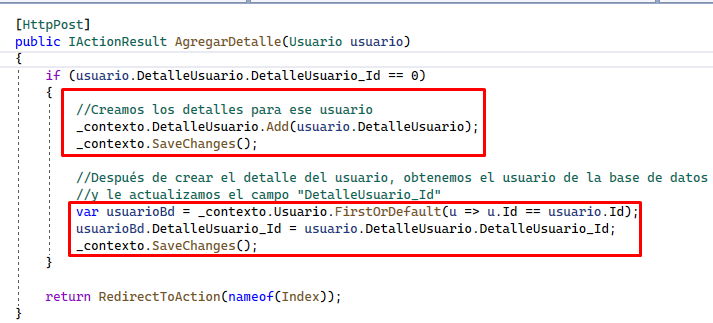 [HttpPost]
public IActionResult AgregarDetalle(Usuario usuario)
{
if (usuario.DetalleUsuario.DetalleUsuario_Id == 0)
{
//Creamos los detalles para ese usuario
_contexto.DetalleUsuario.Add(usuario.DetalleUsuario);
_contexto.SaveChanges();
//Después de crear el detalle del usuario, obtenemos el usuario de la base de datos
//y le actualizamos el campo "DetalleUsuario_Id"
var usuarioBd = _contexto.Usuario.FirstOrDefault(u => u.Id == usuario.Id);
usuarioBd.DetalleUsuario_Id = usuario.DetalleUsuario.DetalleUsuario_Id;
_contexto.SaveChanges();
}
return RedirectToAction(nameof(Index));
}